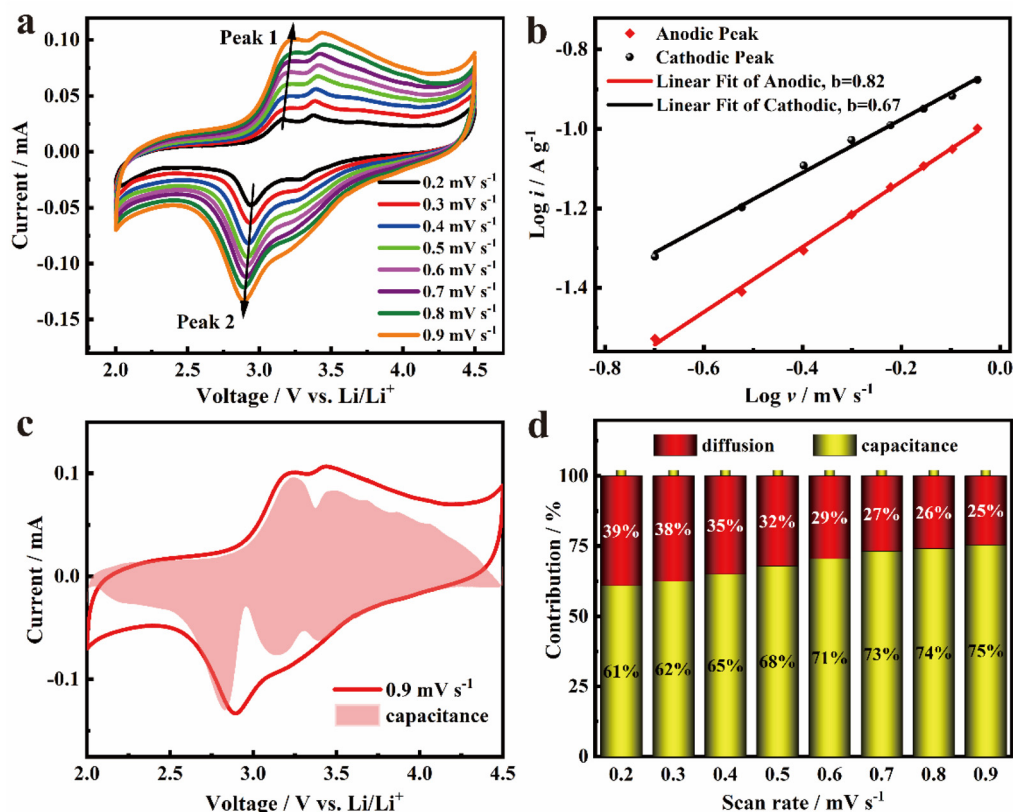 a
0.10
0.05
0.00
-0.05
-0.10
-0.15
Current / mA
Peak 1
Peak 2
0.2 mV s⁻¹
0.3 mV s⁻¹
0.4 mV s⁻¹
0.5 mV s⁻¹
0.6 mV s⁻¹
0.7 mV s⁻¹
0.8 mV s⁻¹
0.9 mV s⁻¹
2.0 2.5 3.0 3.5 4.0 4.5
Voltage / V vs. Li/Li⁺
b
Anodic Peak
Cathodic Peak
Linear Fit of Anodic, b=0.82
Linear Fit of Cathodic, b=0.67
-0.8
-1.0
-1.2
-1.4
Log i / A g⁻¹
-0.8 -0.6 -0.4 -0.2 0.0
Log v / mV s⁻¹
c
0.1
0.0
-0.1
Current / mA
0.9 mV s⁻¹
capacitance
2.0 2.5 3.0 3.5 4.0 4.5
Voltage / V vs. Li/Li⁺
d
diffusion capacitance
100
75
50
25
0
Contribution / %
39% 38% 35% 32% 29% 27% 26% 25%
61% 62% 65% 68% 71% 73% 74% 75%
0.2 0.3 0.4 0.5 0.6 0.7 0.8 0.9
Scan rate / mV s⁻¹